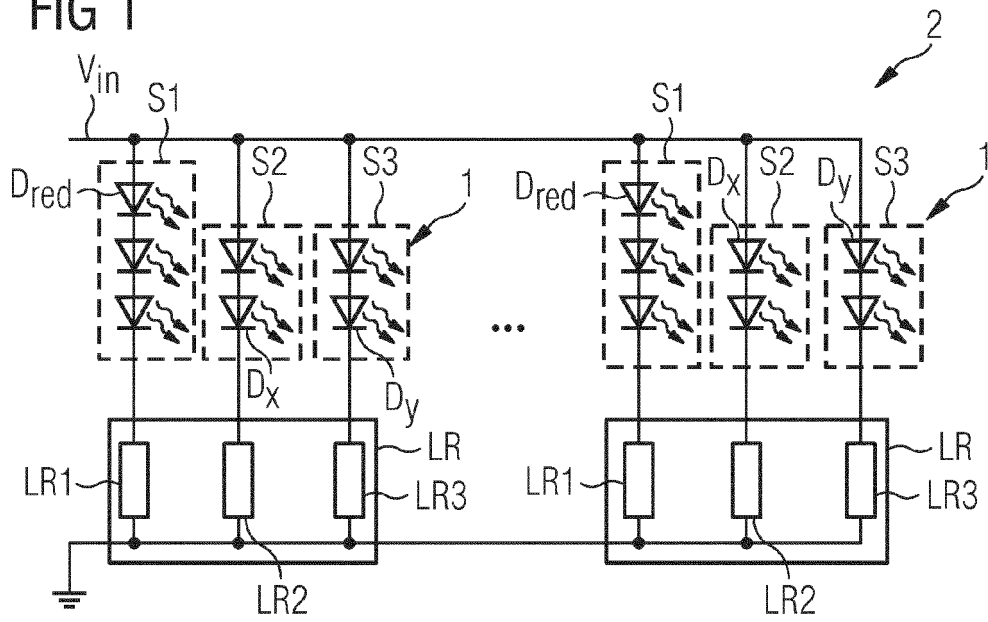 FIG 1
2
Vin
S1
S1
S2
S3
1
Dred
Dred
Dx
S2
Dy
S3
1
...
Dx
Dy
LR
LR
LR1
LR3
LR1
LR3
LR2
LR2